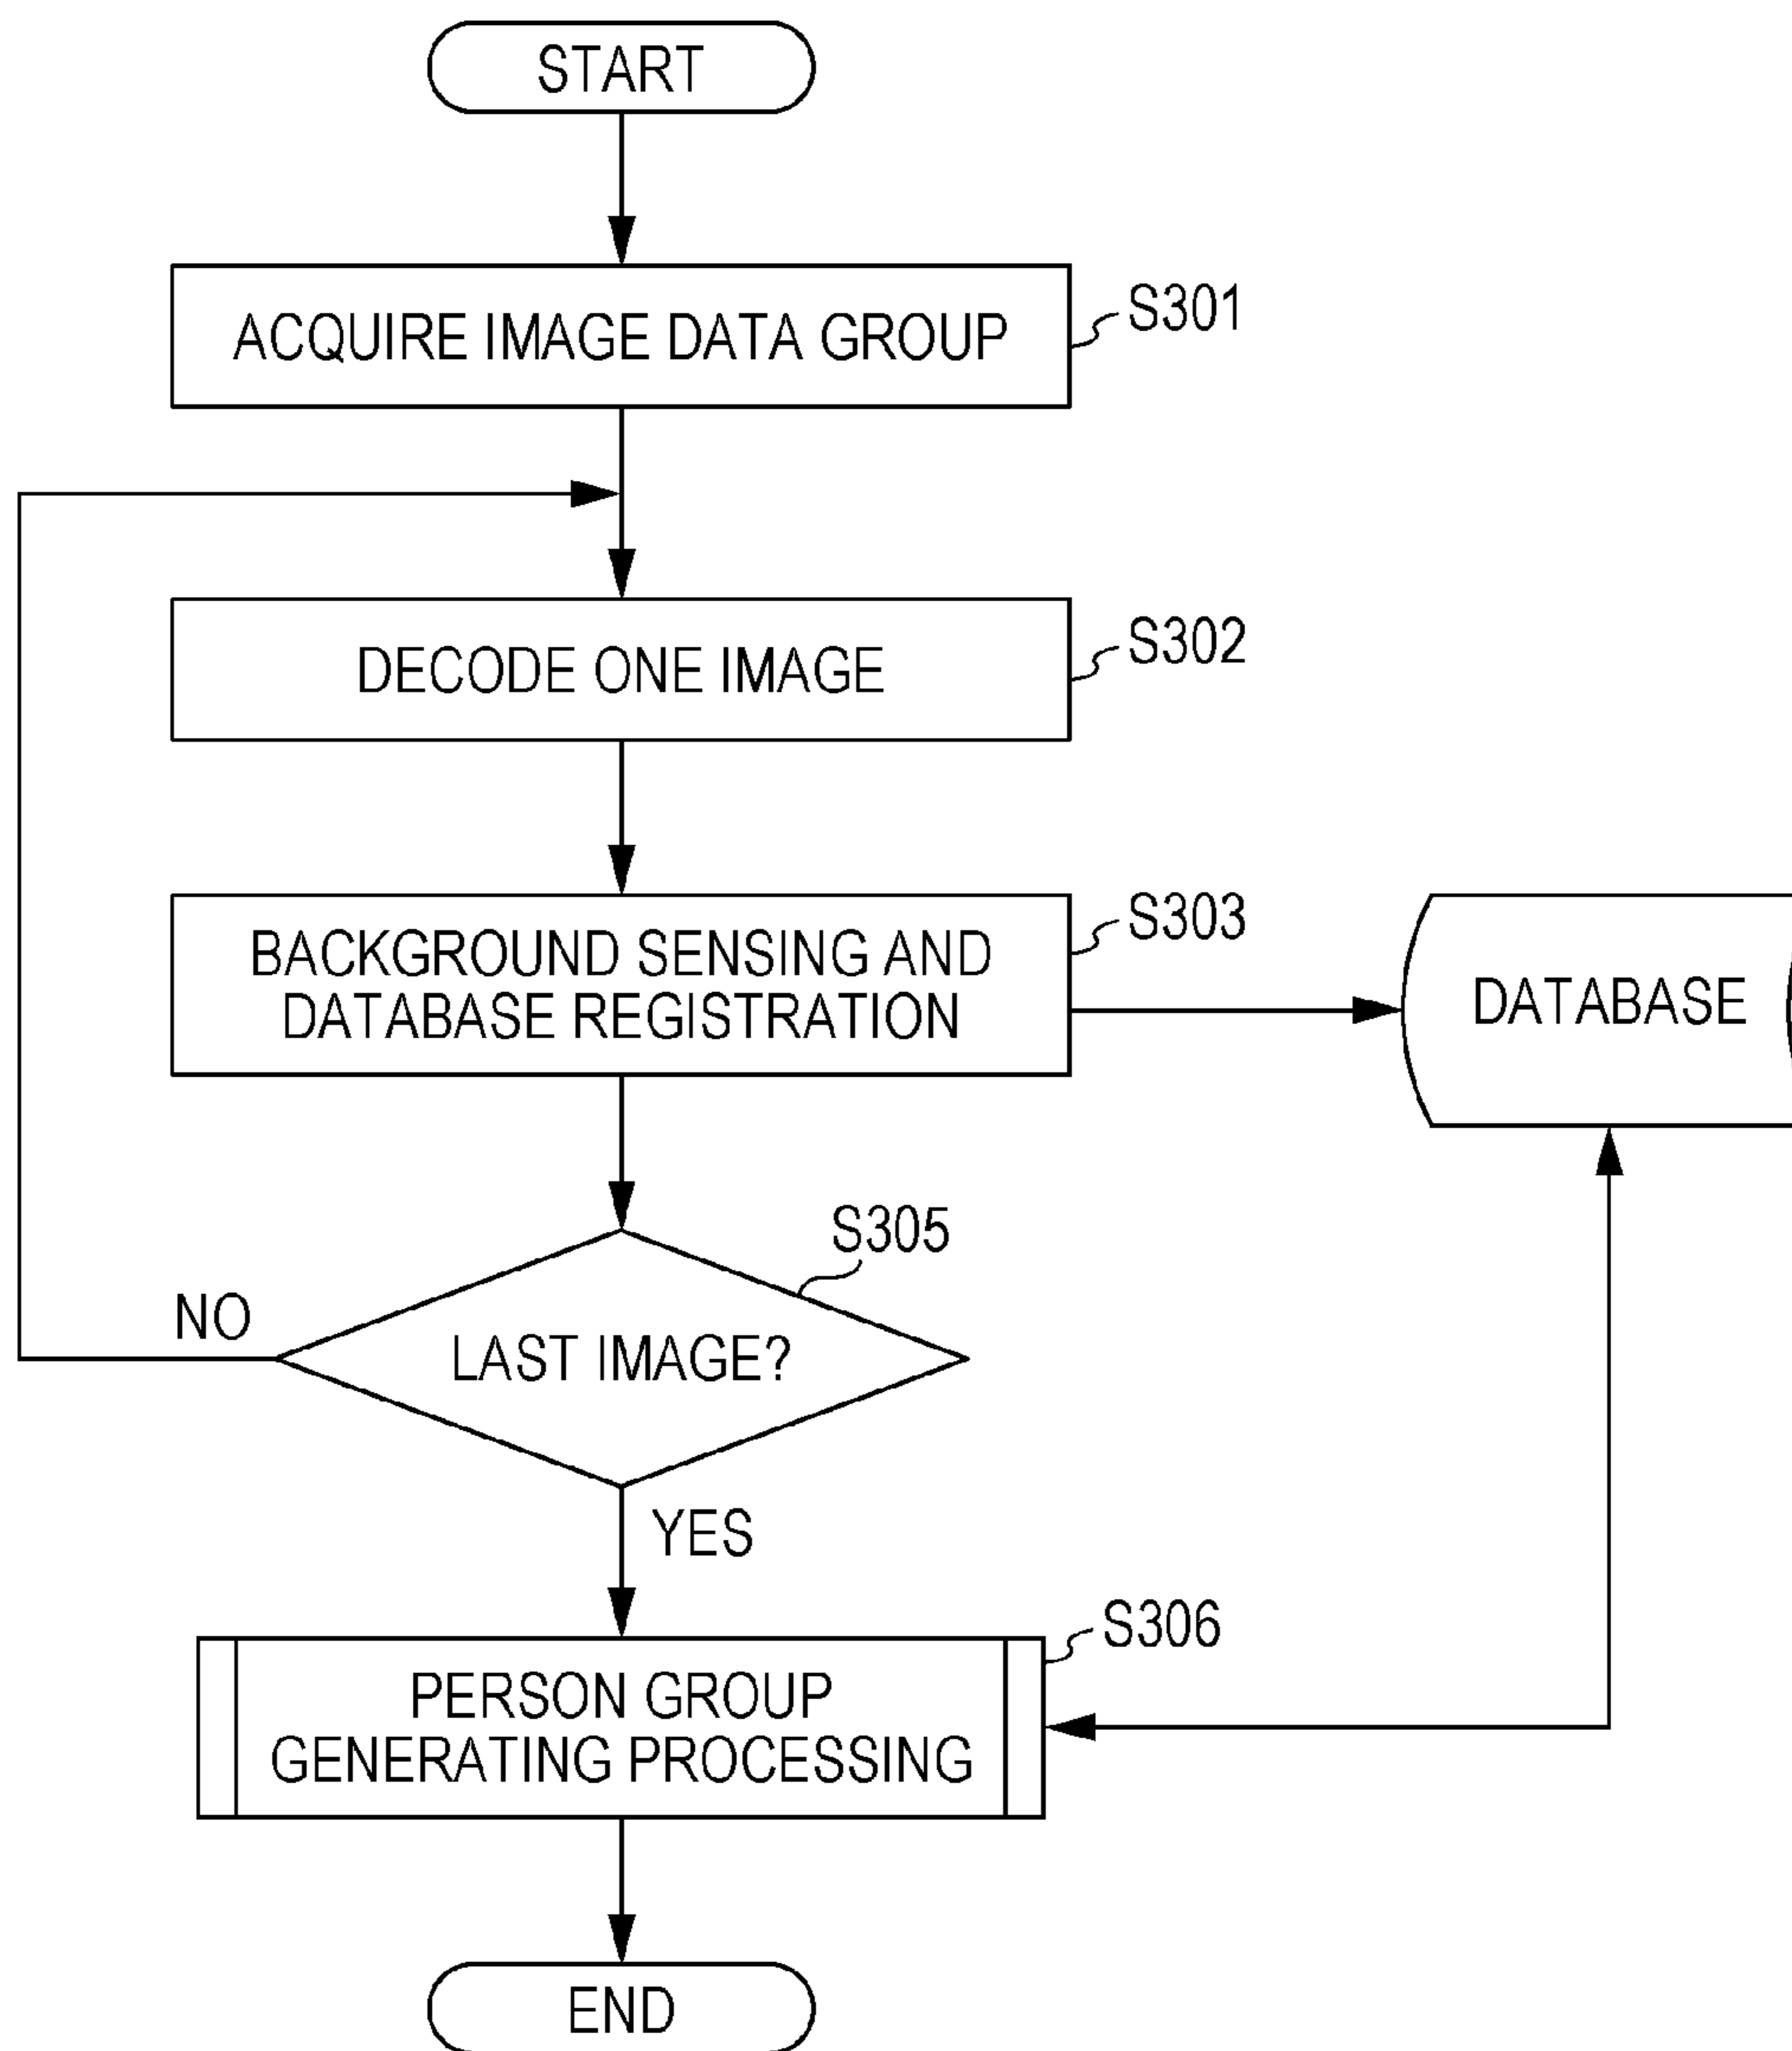 START
ACQUIRE IMAGE DATA GROUP
S301
DECODE ONE IMAGE
S302
BACKGROUND SENSING AND
DATABASE REGISTRATION
S303
DATABASE
S305
LAST IMAGE?
NO
YES
S306
PERSON GROUP
GENERATING PROCESSING
END